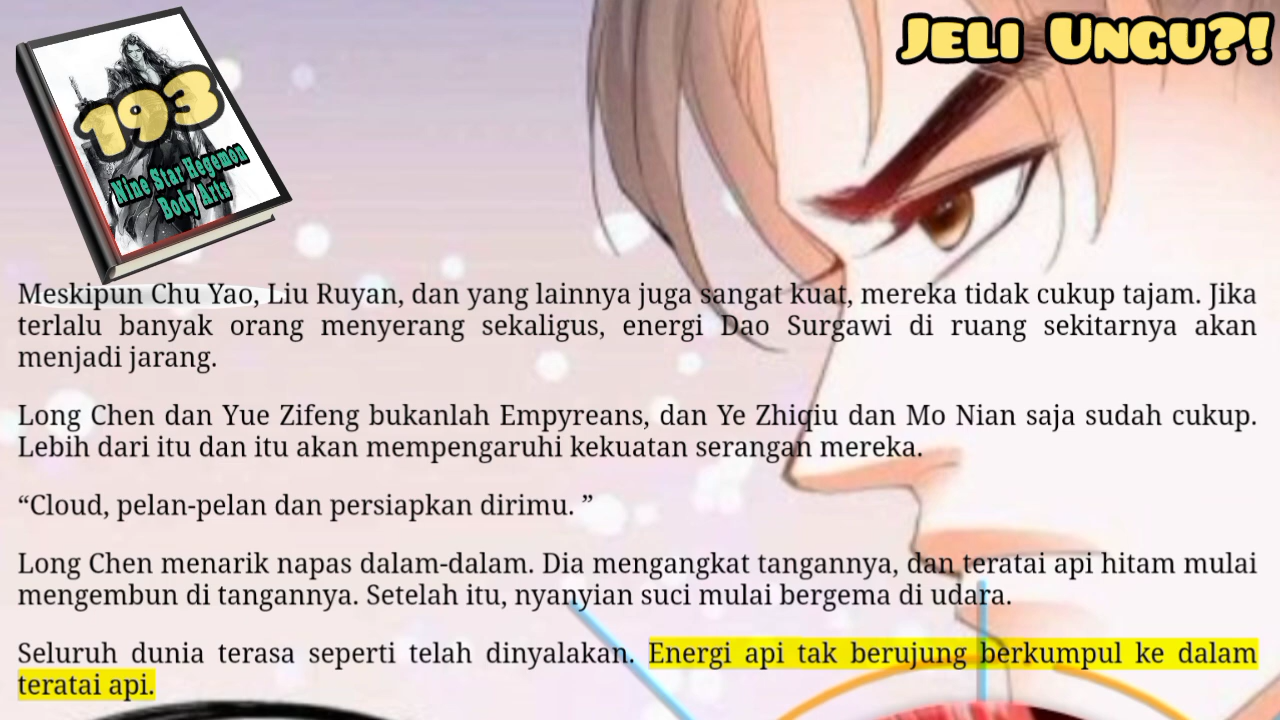 Jeli Ungu?!
193
Nine Star Hegemon
Body Arts
Meskipun Chu Yao, Liu Ruyan, dan yang lainnya juga sangat kuat, mereka tidak cukup tajam. Jika
terlalu banyak orang menyerang sekaligus, energi Dao Surgawi di ruang sekitarnya akan
menjadi jarang.
Long Chen dan Yue Zifeng bukanlah Empyreans, dan Ye Zhiqiu dan Mo Nian saja sudah cukup.
Lebih dari itu dan itu akan mempengaruhi kekuatan serangan mereka.
“Cloud, pelan-pelan dan persiapkan dirimu. ”
Long Chen menarik napas dalam-dalam. Dia mengangkat tangannya, dan teratai api hitam mulai
mengembun di tangannya. Setelah itu, nyanyian suci mulai bergema di udara.
Seluruh dunia terasa seperti telah dinyalakan. Energi api tak berujung berkumpul ke dalam
teratai api.